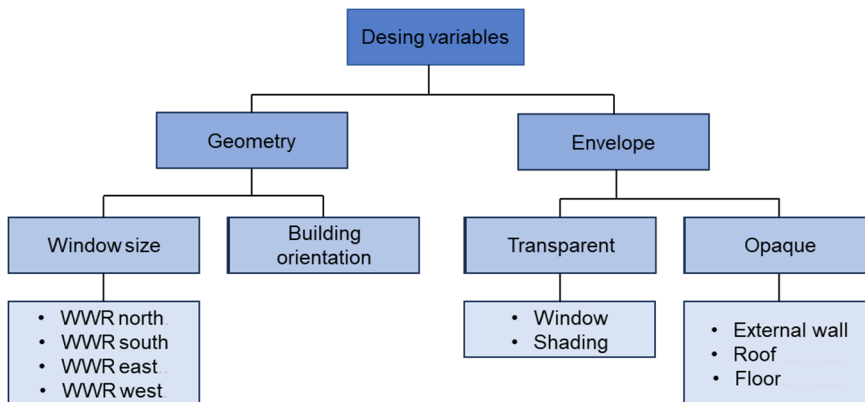 Desing variables
Geometry
Envelope
Window size
Building
orientation
Transparent
Opaque
• WWR north
• WWR south
• WWR east
• WWR west
• Window
• Shading
• External wall
• Roof
• Floor